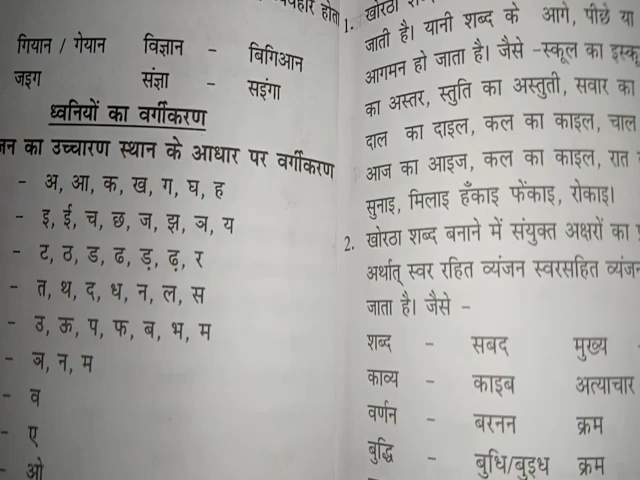 व्यवहार होता
गियान / गेयान विज्ञान - बिगिआन
जइग संज्ञा - सइंगा
ध्वनियों का वर्गीकरण
का उच्चारण स्थान के आधार पर वर्गीकरण
- अ, आ, क, ख, ग, घ, ह
- इ, ई, च, छ, ज, झ, ञ, य
- ट, ठ, ड, ढ, ड़, ढ़, र
- त, थ, द, ध, न, ल, स
- उ, ऊ, प, फ, ब, भ, म
- ञ, न, म
- व
- ए
- ओ
1. खोरठा
जाती है। यानी शब्द के आगे, पीछे या
आगमन हो जाता है। जैसे -स्कूल का
का अस्तर, स्तुति का अस्तुती, सवार का
दाल का दाइल, कल का काइल, चाल
आज का आइज, कल का काइल, रात
सुनाइ, मिलाइ हँकाइ फेंकाइ, रोकाइ।
2. खोरठा शब्द बनाने में संयुक्त अक्षरों का
अर्थात् स्वर रहित व्यंजन स्वरसहित व्यंजन
जाता है। जैसे -
शब्द - सबद मुख्य -
काव्य - काइब अत्याचार
वर्णन - बरनन क्रम
बुद्धि - बुधि/बुइध क्रम